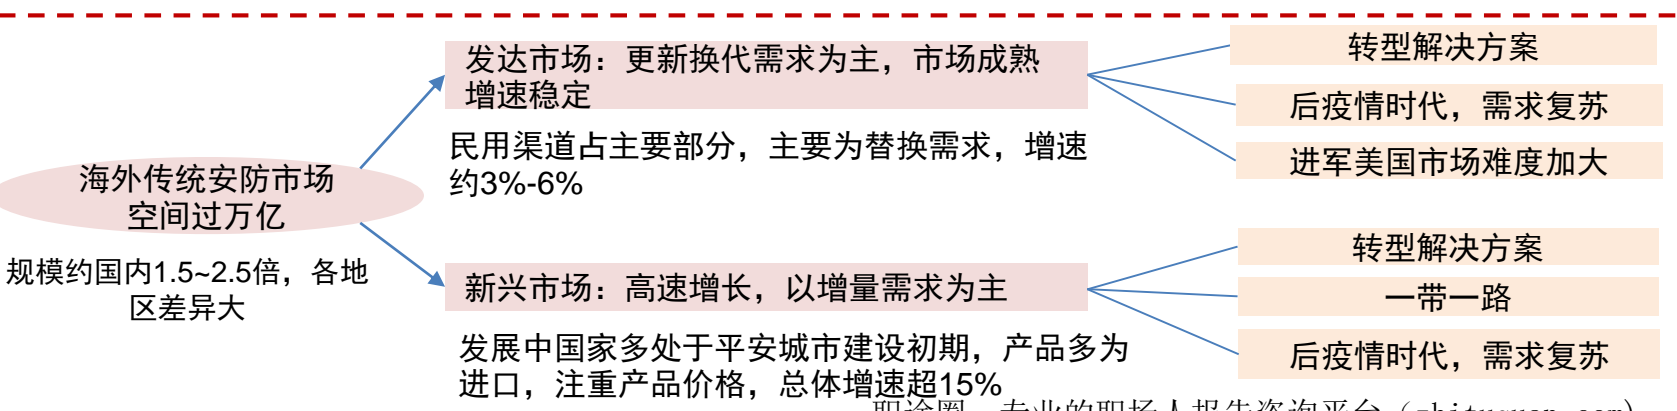 海外传统安防市场
空间过万亿
规模约国内1.5~2.5倍，各地
区差异大
发达市场：更新换代需求为主，市场成熟
增速稳定
民用渠道占主要部分，主要为替换需求，增速
约3%-6%
转型解决方案
后疫情时代，需求复苏
进军美国市场难度加大
新兴市场：高速增长，以增量需求为主
发展中国家多处于平安城市建设初期，产品多为
进口，注重产品价格，总体增速超15%
转型解决方案
一带一路
后疫情时代，需求复苏